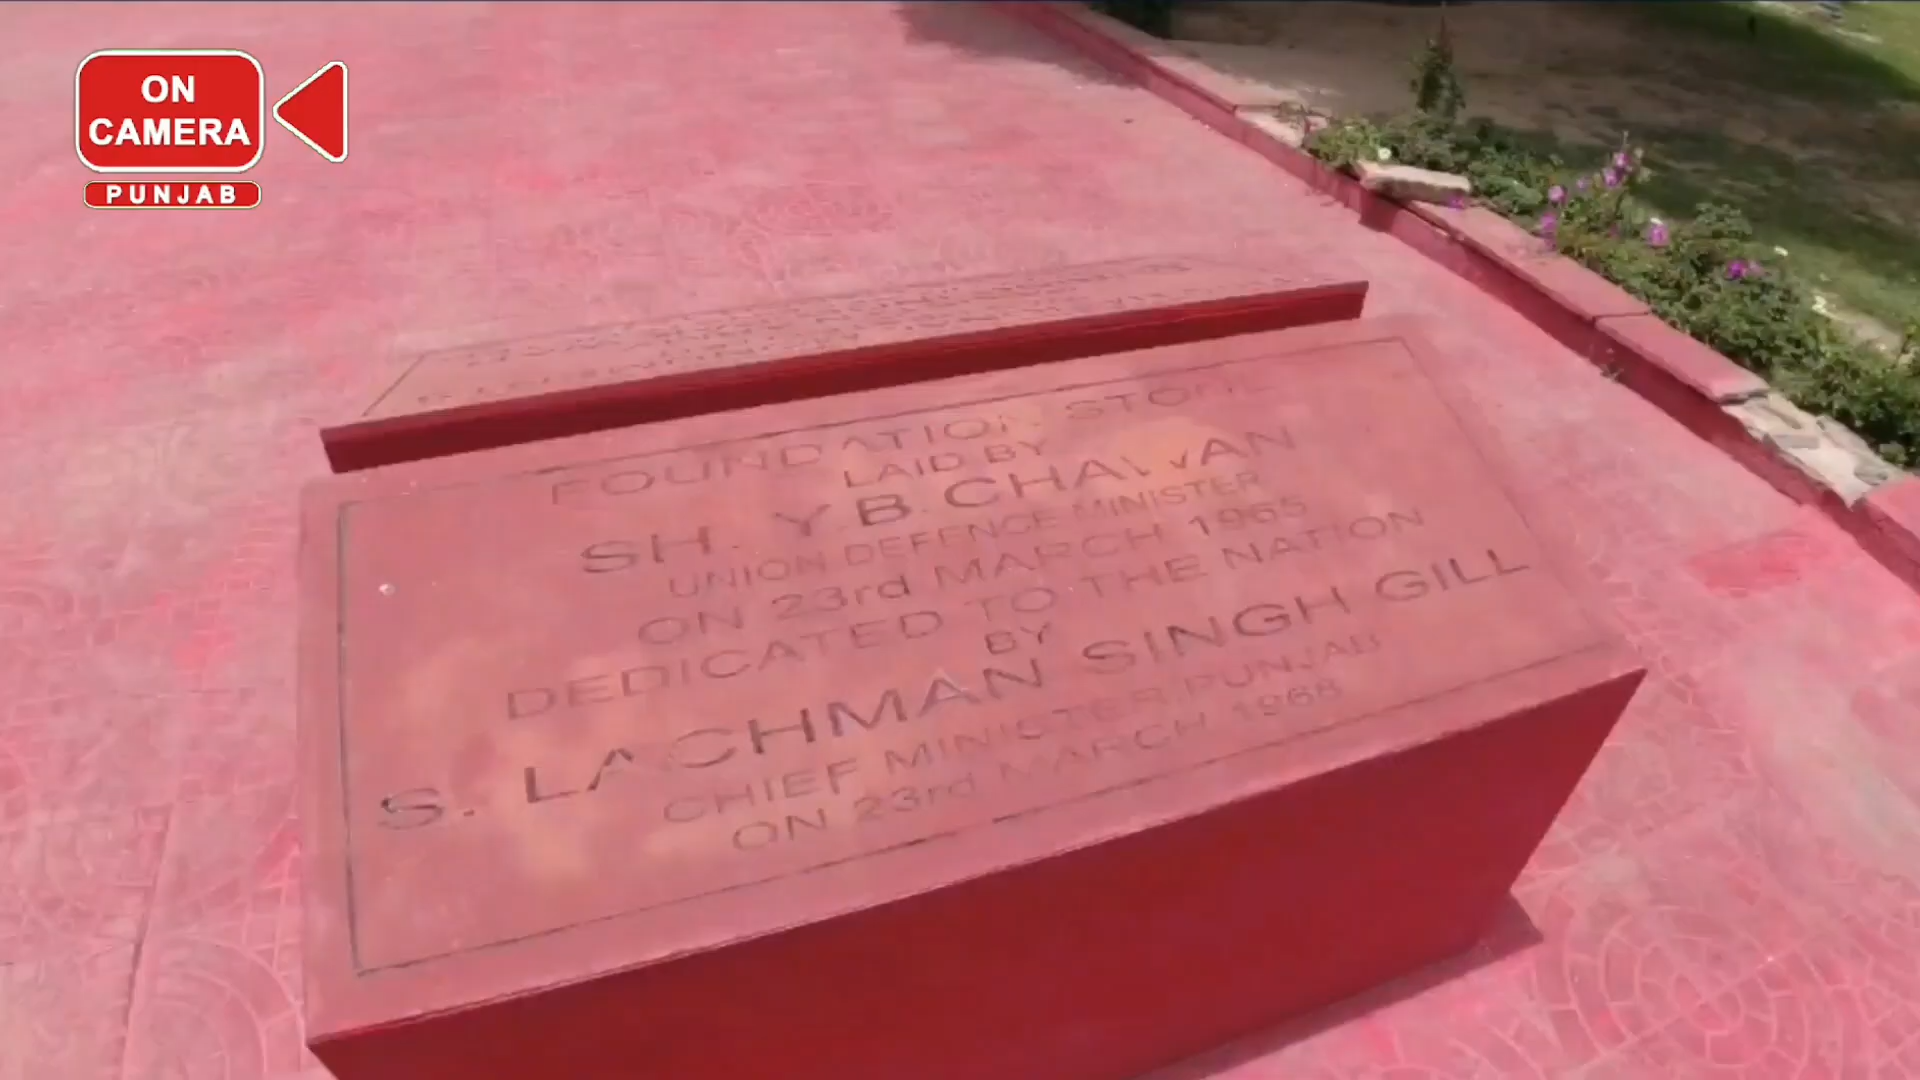 ON
CAMERA
PUNJAB
FOUNDATION STONE
LAID BY
SH. Y.B.CHAWAN
UNION DEFENCE MINISTER
ON 23rd MARCH 1965
DEDICATED TO THE NATION
BY
S. LACHMAN SINGH GILL
CHIEF MINISTER PUNJAB
ON 23rd MARCH 1968